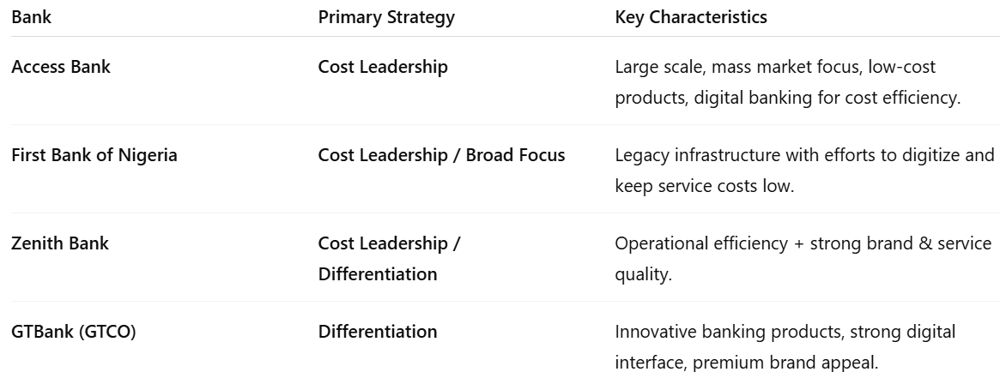 Bank Primary Strategy Key Characteristics
Access Bank Cost Leadership Large scale, mass market focus, low-cost
products, digital banking for cost efficiency.
First Bank of Nigeria Cost Leadership / Broad Focus Legacy infrastructure with efforts to digitize and
keep service costs low.
Zenith Bank Cost Leadership / Operational efficiency + strong brand & service
Differentiation quality.
GTBank (GTCO) Differentiation Innovative banking products, strong digital
interface, premium brand appeal.